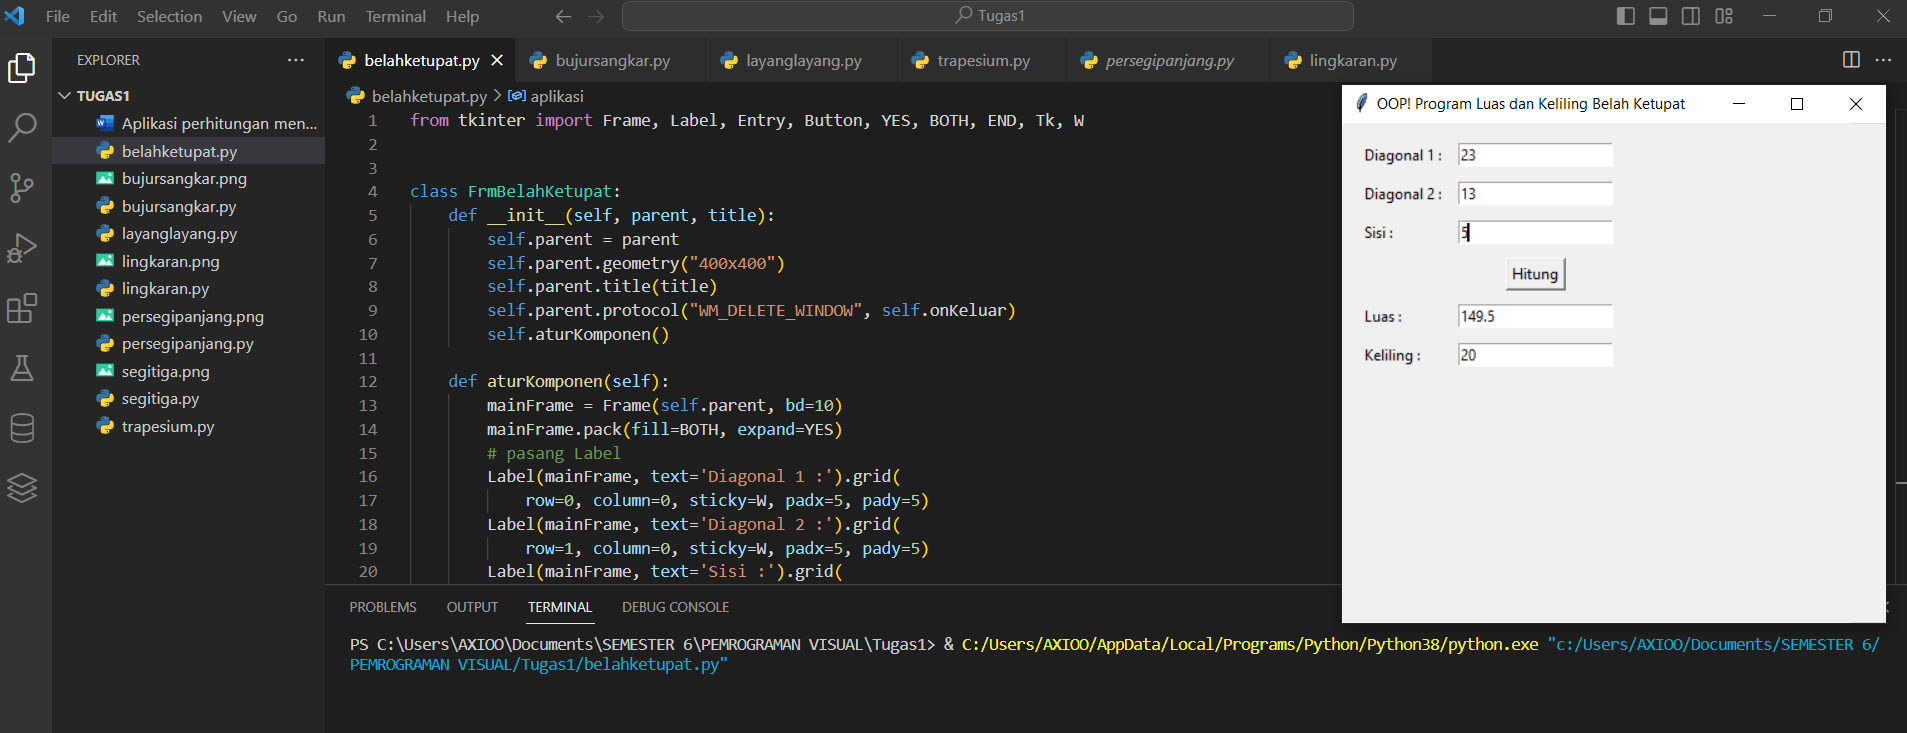 File Edit Selection View Go Run Terminal Help
Tugas1
EXPLORER
TUGAS1
Aplikasi perhitungan men...
belahketupat.py
bujursangkar.png
bujursangkar.py
layanglayang.py
lingkaran.png
lingkaran.py
persegipanjang.png
persegipanjang.py
segitiga.png
segitiga.py
trapesium.py
belahketupat.py bujursangkar.py layanglayang.py trapesium.py persegipanjang.py lingkaran.py
belahketupat.py > aplikasi
1 from tkinter import Frame, Label, Entry, Button, YES, BOTH, END, Tk, W
2
3
4 class FrmBelahKetupat:
5 def __init__(self, parent, title):
6 self.parent = parent
7 self.parent.geometry("400x400")
8 self.parent.title(title)
9 self.parent.protocol("WM_DELETE_WINDOW", self.onKeluar)
10 self.aturKomponen()
11
12 def aturKomponen(self):
13 mainFrame = Frame(self.parent, bd=10)
14 mainFrame.pack(fill=BOTH, expand=YES)
15 # pasang Label
16 Label(mainFrame, text='Diagonal 1 :').grid(
17 row=0, column=0, sticky=W, padx=5, pady=5)
18 Label(mainFrame, text='Diagonal 2 :').grid(
19 row=1, column=0, sticky=W, padx=5, pady=5)
20 Label(mainFrame, text='Sisi :').grid(
OOP! Program Luas dan Keliling Belah Ketupat
Diagonal 1 : 23
Diagonal 2 : 13
Sisi : 5
Hitung
Luas : 149.5
Keliling : 20
PROBLEMS OUTPUT TERMINAL DEBUG CONSOLE
PS C:\Users\AXIOO\Documents\SEMESTER 6\PEMROGRAMAN VISUAL\Tugas1> & C:/Users/AXIOO/AppData/Local/Programs/Python/Python38/python.exe "c:/Users/AXIOO/Documents/SEMESTER 6/
PEMROGRAMAN VISUAL/Tugas1/belahketupat.py"